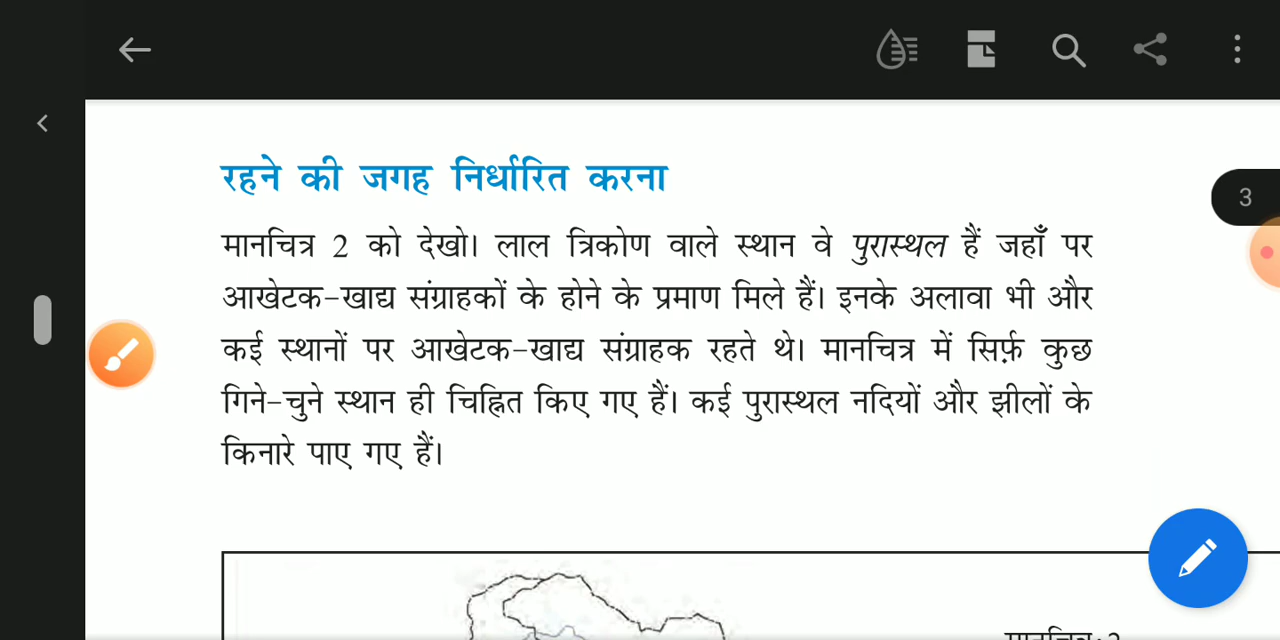 3
रहने की जगह निर्धारित करना
मानचित्र 2 को देखो। लाल त्रिकोण वाले स्थान वे पुरास्थल हैं जहाँ पर
आखेटक-खाद्य संग्राहकों के होने के प्रमाण मिले हैं। इनके अलावा भी और
कई स्थानों पर आखेटक-खाद्य संग्राहक रहते थे। मानचित्र में सिर्फ़ कुछ
गिने-चुने स्थान ही चिह्नित किए गए हैं। कई पुरास्थल नदियों और झीलों के
किनारे पाए गए हैं।